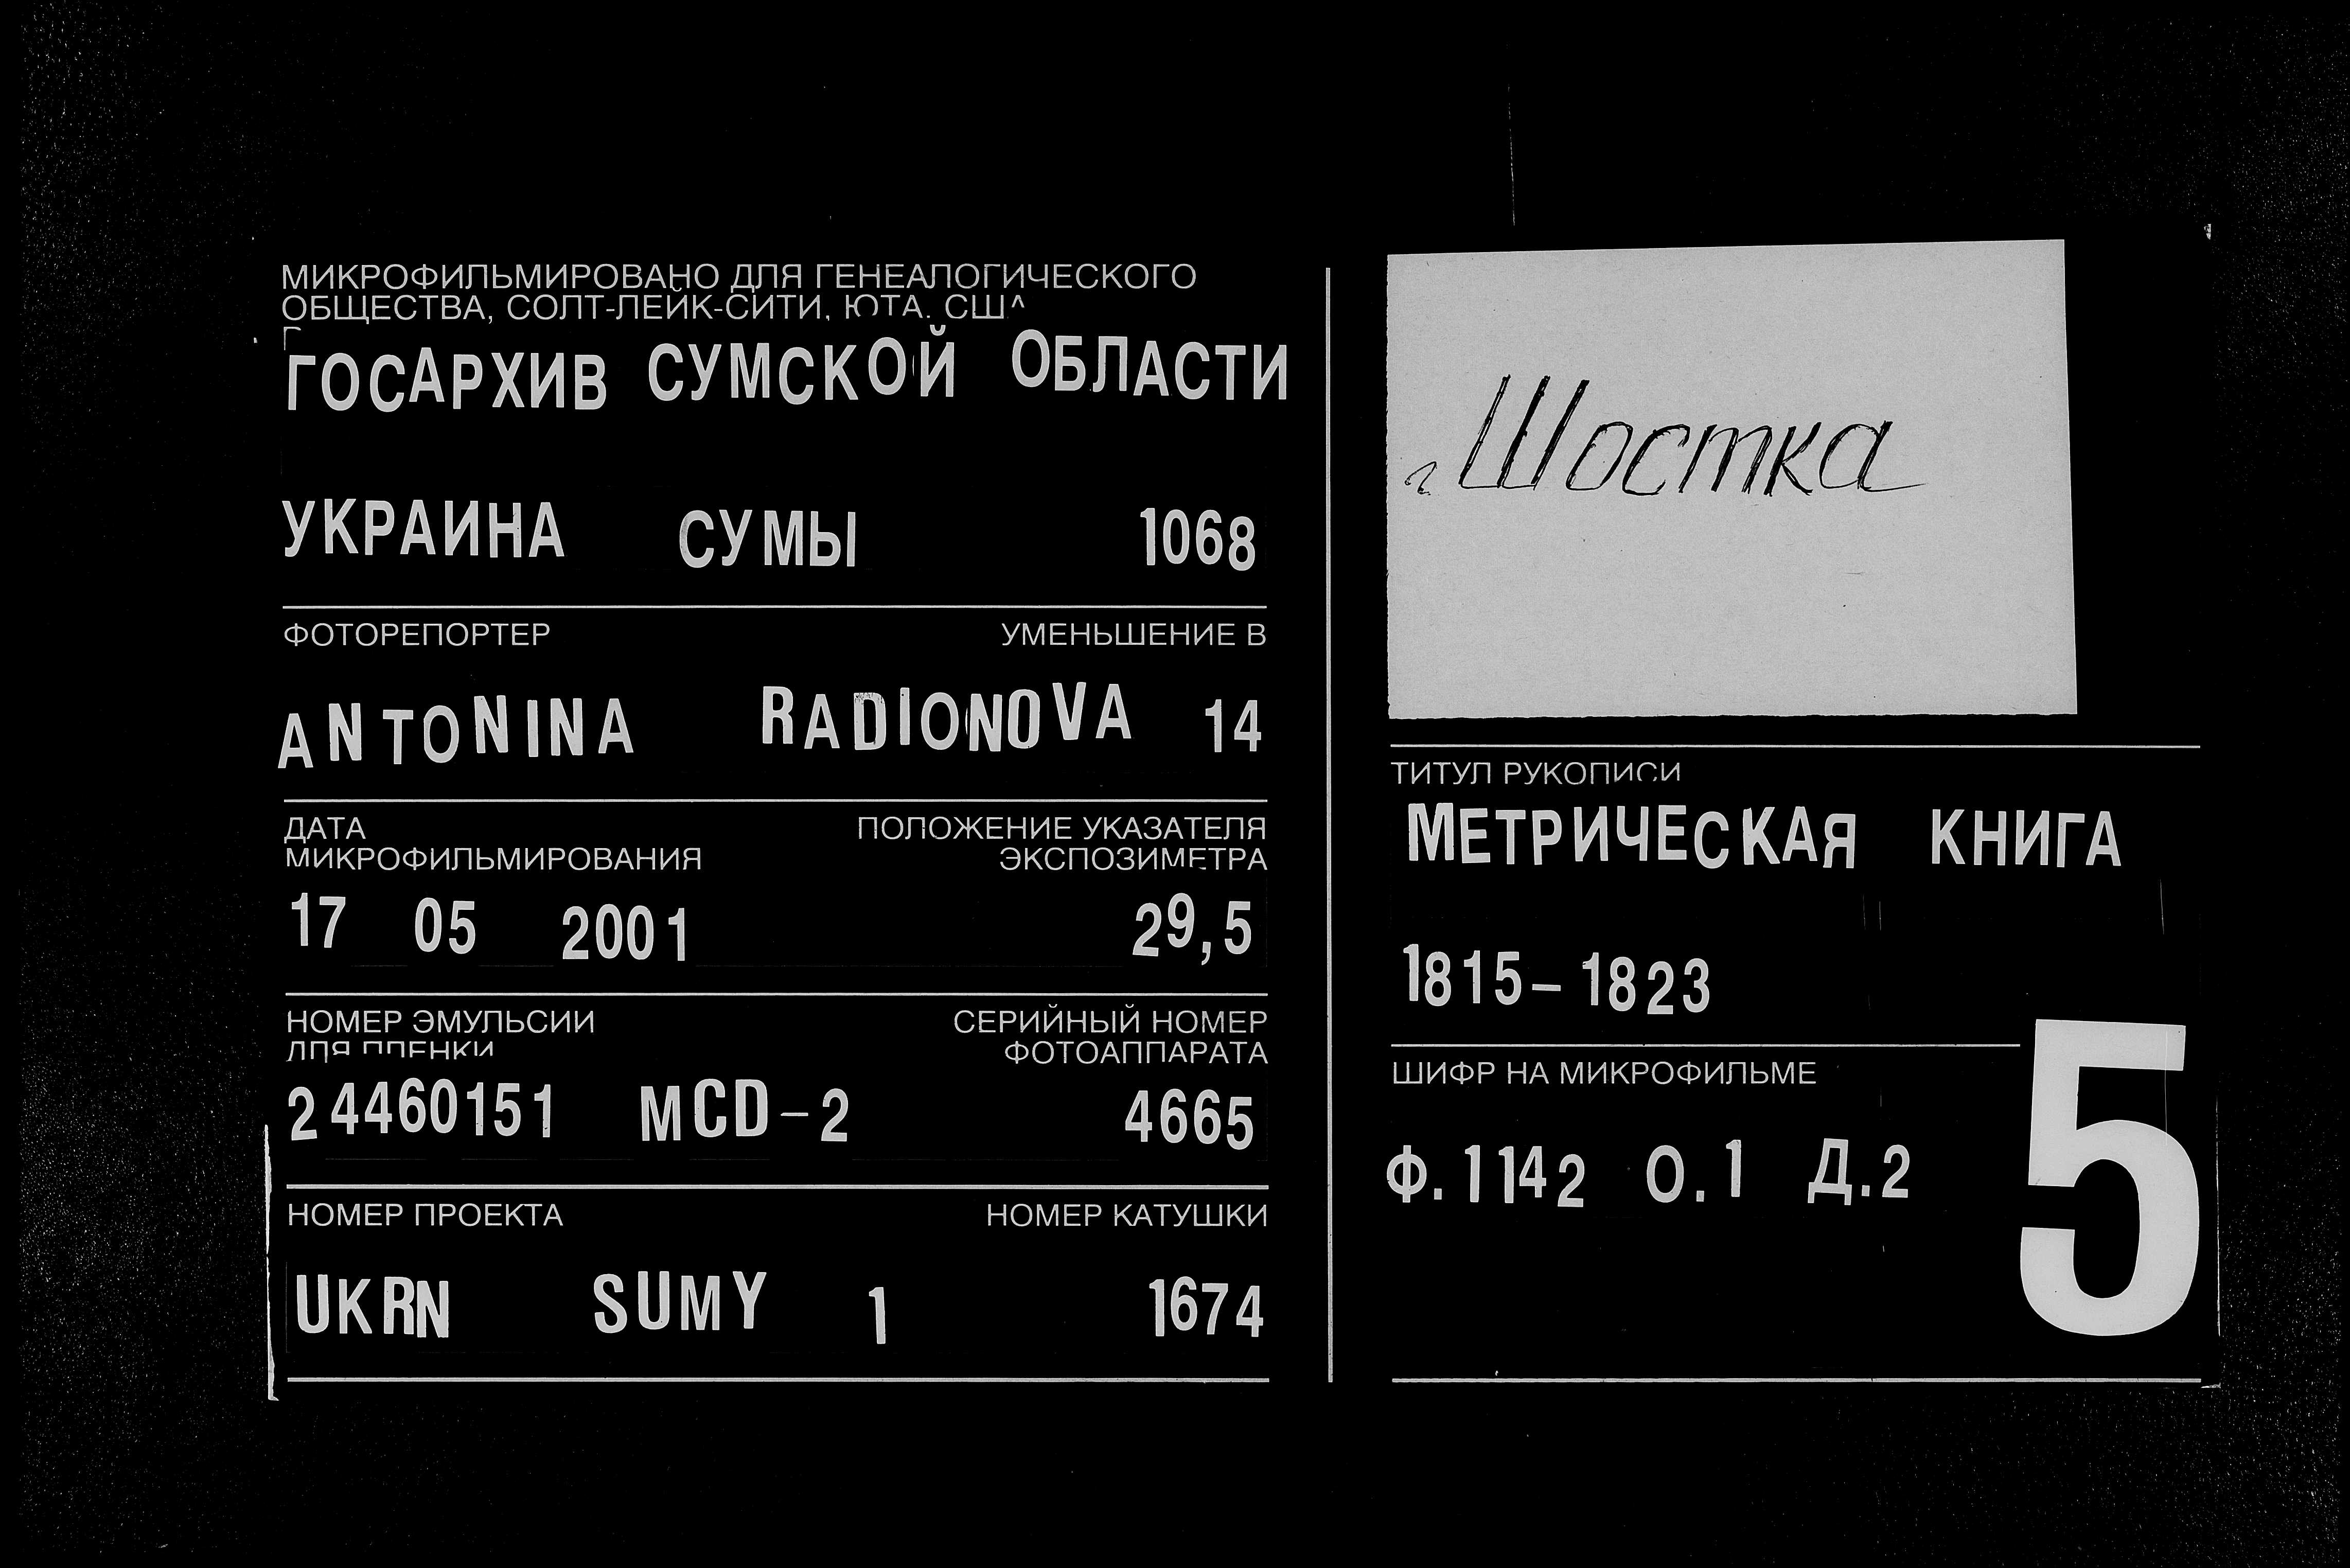 МИКРОФИЛЬМИРОВАНО ДЛЯ ГЕНЕАЛОГИЧЕСКОГО
ОБЩЕСТВА, СОЛТ-ЛЕЙК-СИТИ, ЮТА, США
ГОСАРХИВ СУМСКОЙ ОБЛАСТИ
УКРАИНА СУМЫ 1068
ФОТОРЕПОРТЕР УМЕНЬШЕНИЕ В
ANTONINA RADIONOVA 14
ДАТА ПОЛОЖЕНИЕ УКАЗАТЕЛЯ
МИКРОФИЛЬМИРОВАНИЯ ЭКСПОЗИМЕТРА
17 05 2001 29,5
НОМЕР ЭМУЛЬСИИ СЕРИЙНЫЙ НОМЕР
ДЛЯ ПЛЕНКИ ФОТОАППАРАТА
24460151 MCD-2 4665
НОМЕР ПРОЕКТА НОМЕР КАТУШКИ
UKRN SUMY 1 1674
г. Шостка
ТИТУЛ РУКОПИСИ
МЕТРИЧЕСКАЯ КНИГА
1815-1823
ШИФР НА МИКРОФИЛЬМЕ
Ф.1142 О.1 Д.2
5